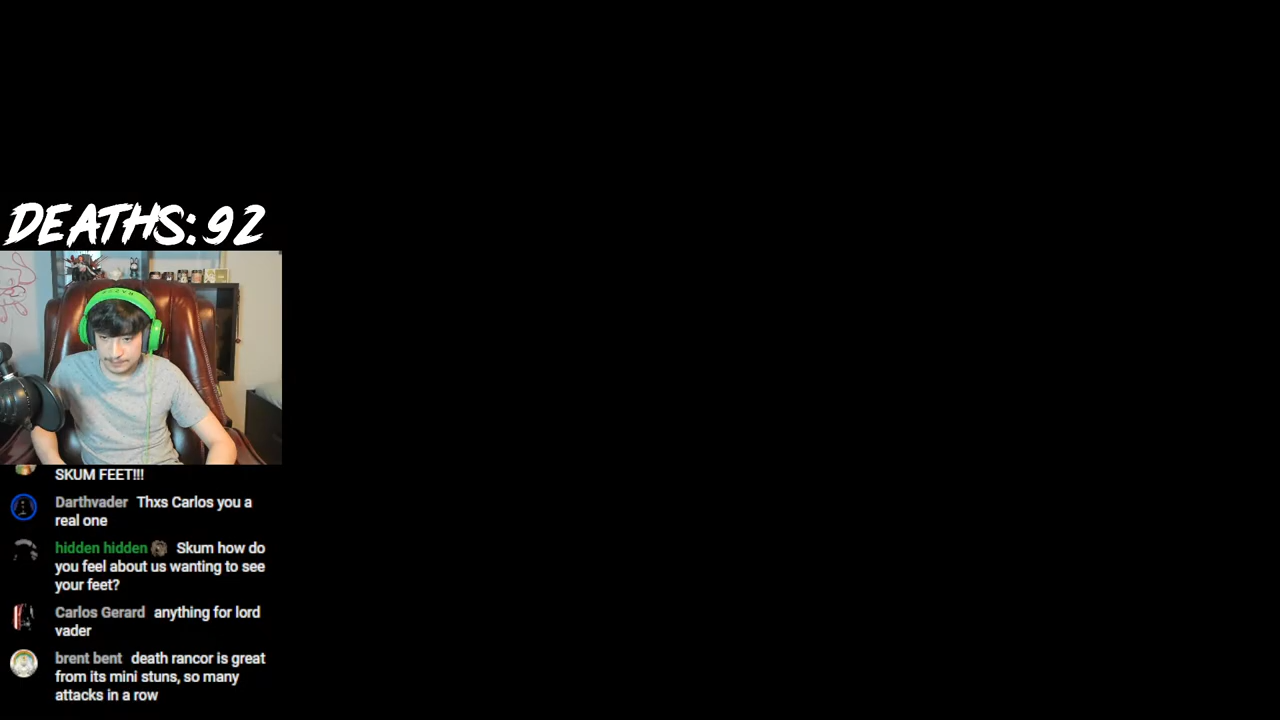 DEATHS: 92
SKUM FEET!!!
Darthvader Thxs Carlos you a
real one
hidden hidden Skum how do
you feel about us wanting to see
your feet?
Carlos Gerard anything for lord
vader
brent bent death rancor is great
from its mini stuns, so many
attacks in a row